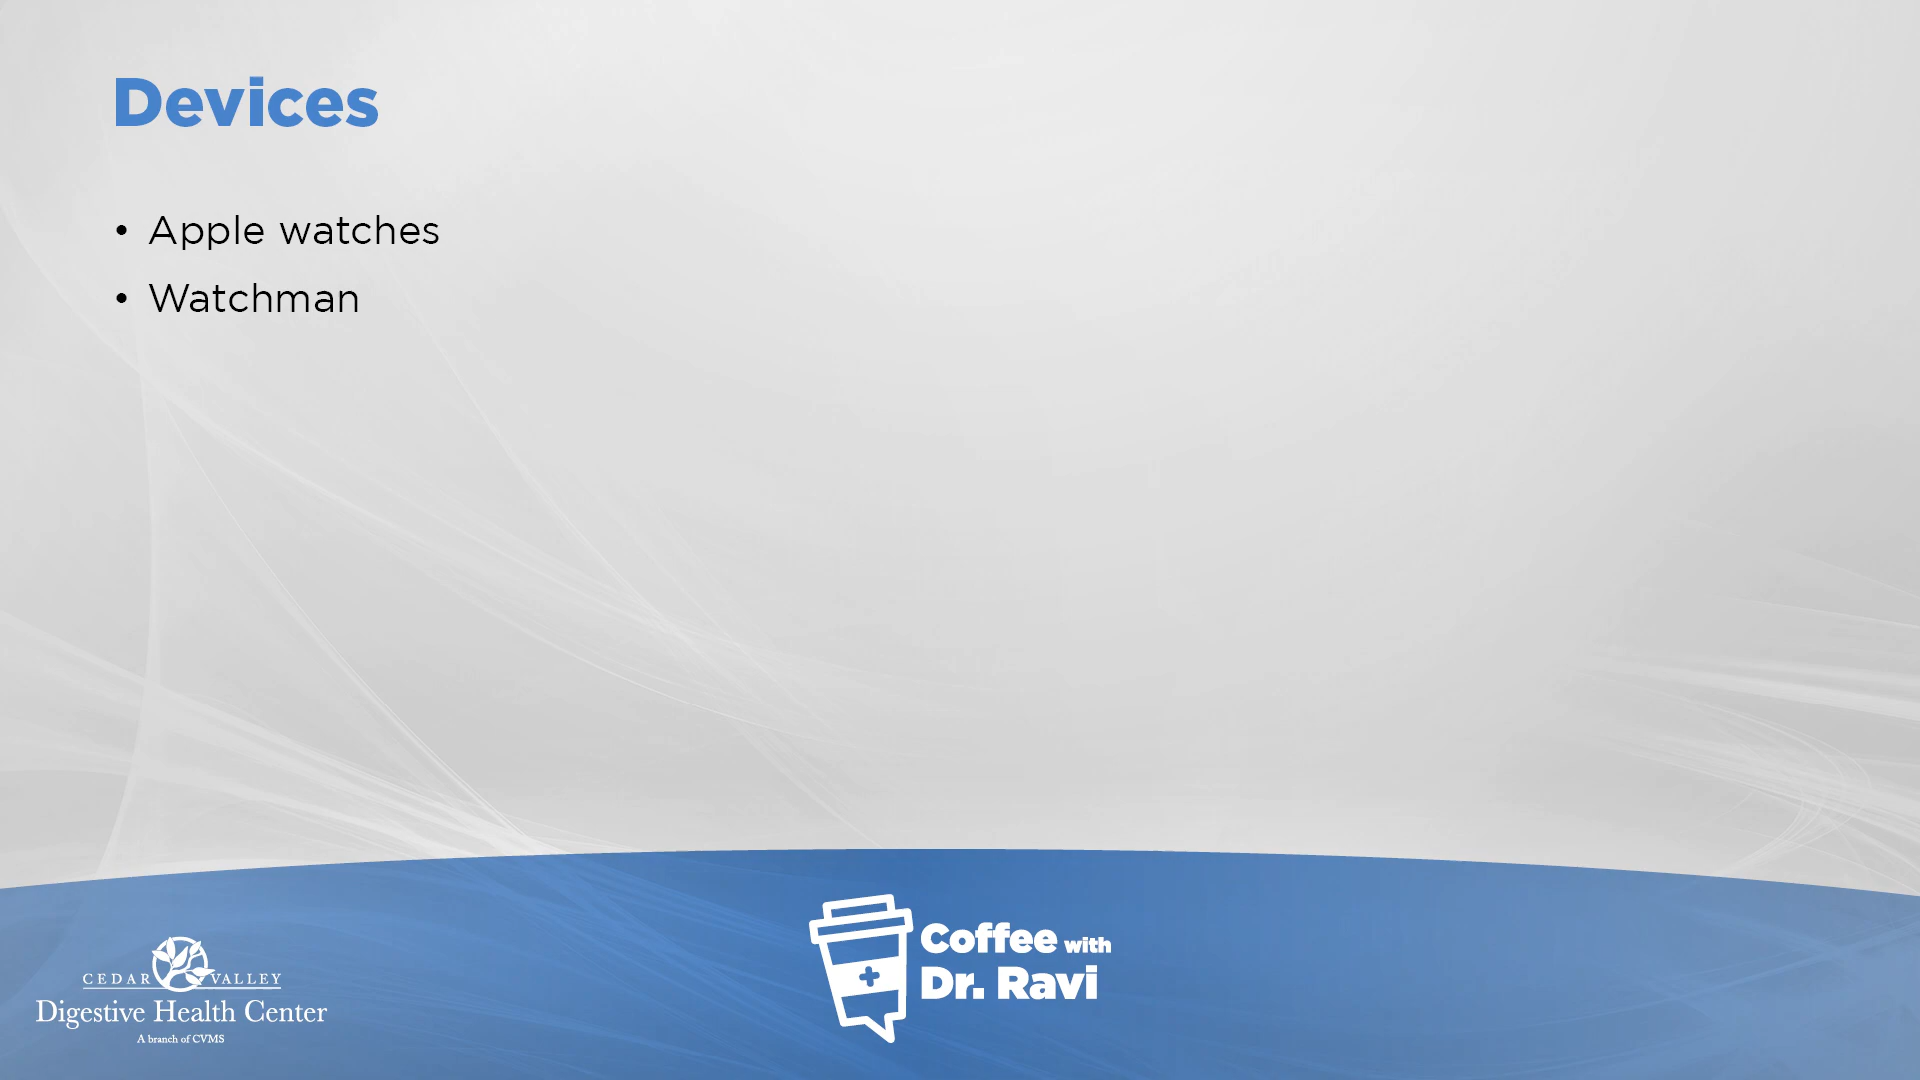 Devices
• Apple watches
• Watchman
CEDAR VALLEY
Digestive Health Center
A branch of CVMS
Coffee with
Dr. Ravi